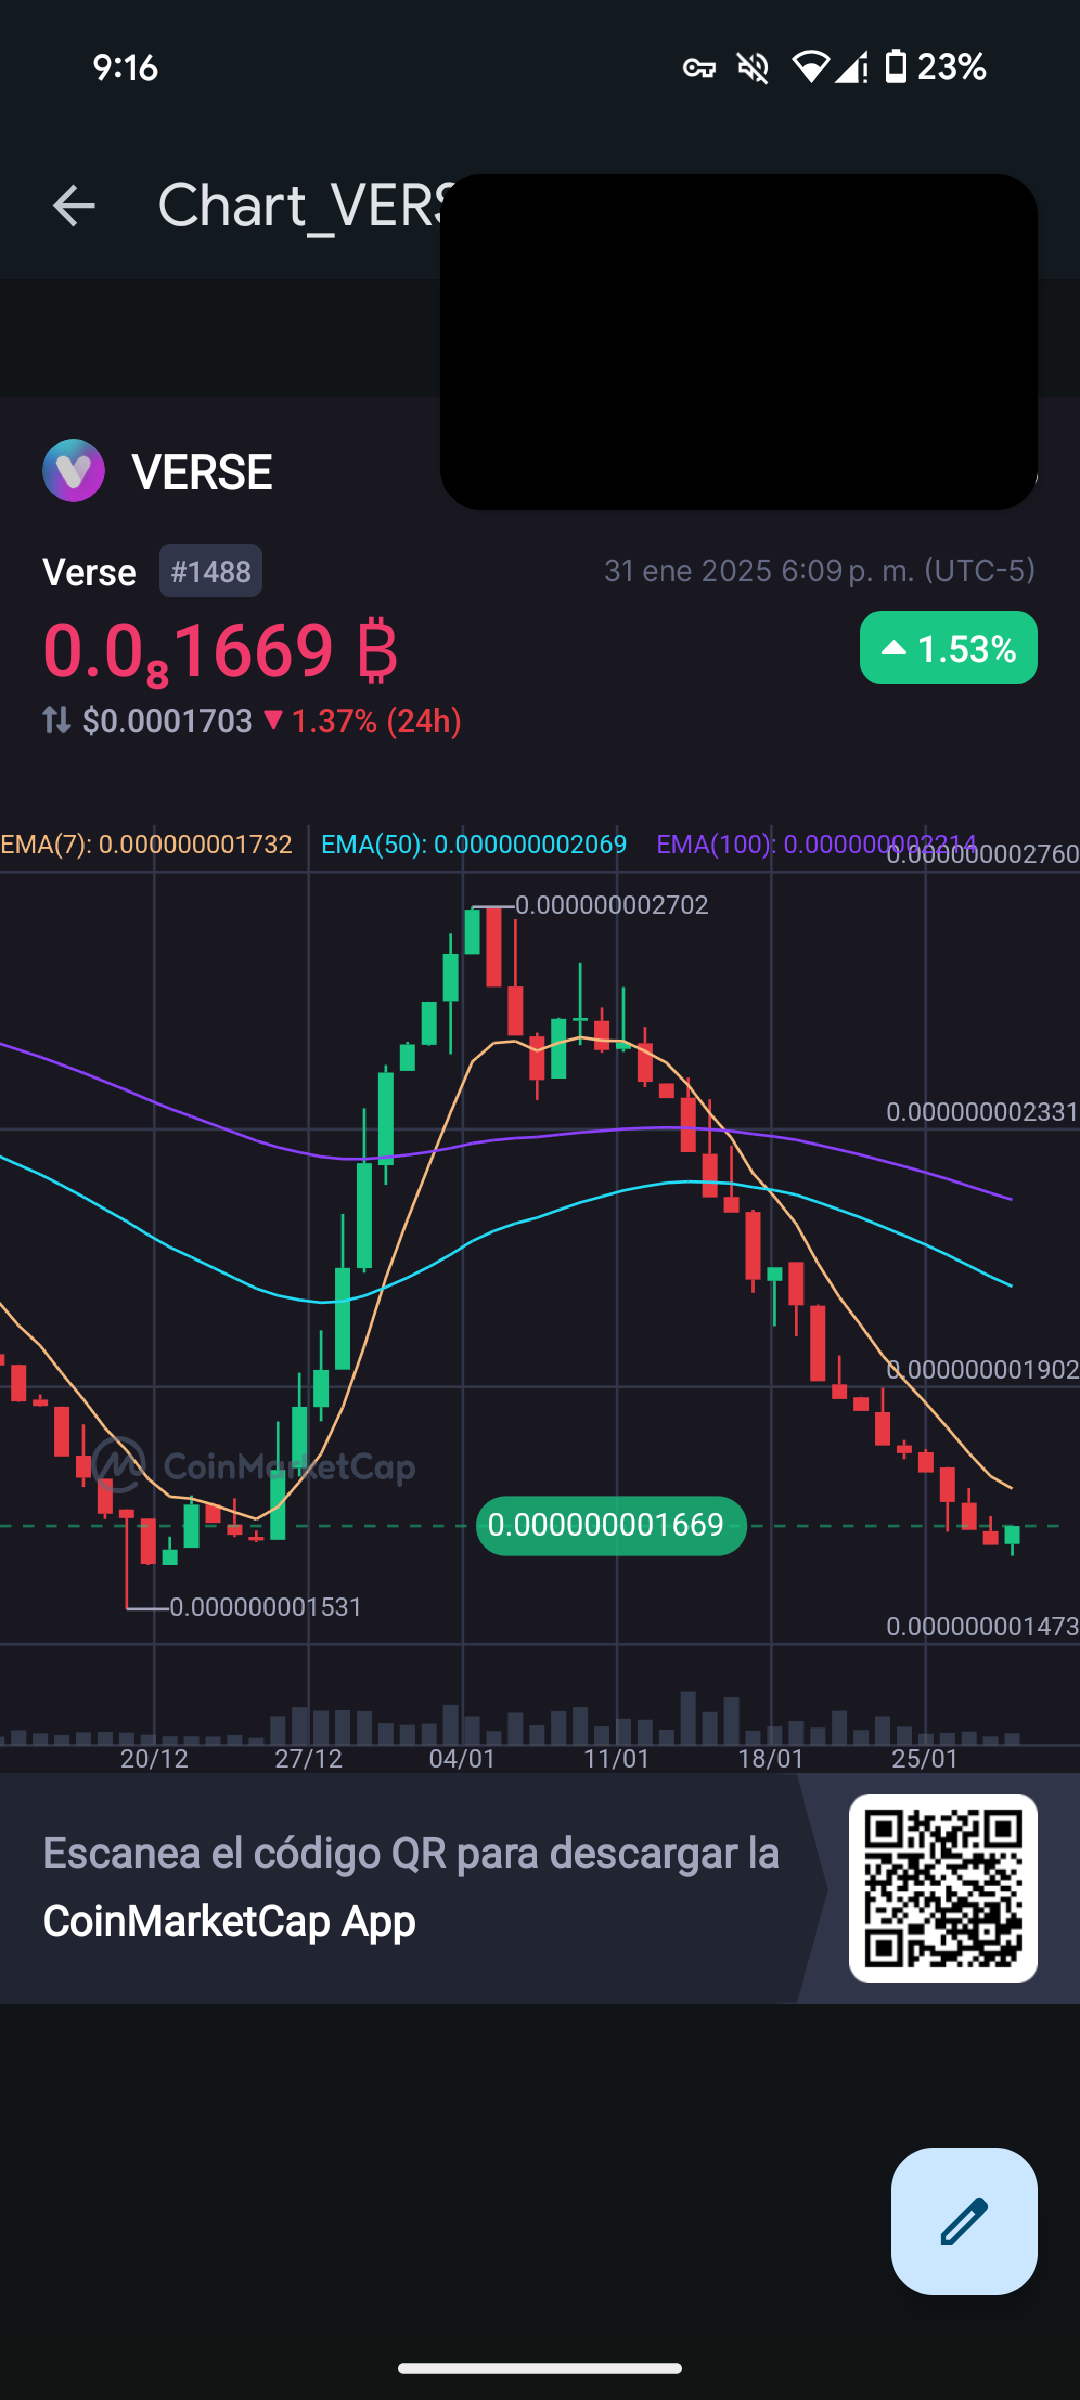 9:16
23%
Chart_VERS
VERSE
Verse #1488
31 ene 2025 6:09 p. m. (UTC-5)
0.0₈1669 ₿
1.53%
$0.0001703 ▼ 1.37% (24h)
EMA(7): 0.000000001732 EMA(50): 0.000000002069 EMA(100): 0.000000002214
0.000000002760
0.000000002702
0.000000002331
0.000000001902
CoinMarketCap
0.000000001669
0.000000001531
0.000000001473
20/12 27/12 04/01 11/01 18/01 25/01
Escanea el código QR para descargar la
CoinMarketCap App